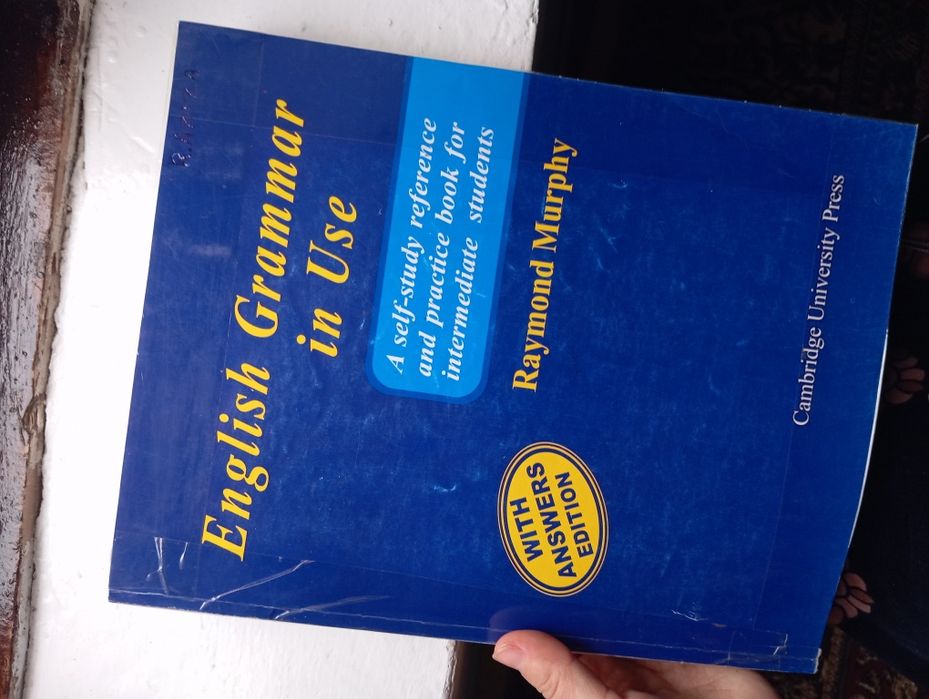 English Grammar
in Use
A self-study reference
and practice book for
intermediate students
Raymond Murphy
WITH
ANSWERS
EDITION
Cambridge University Press